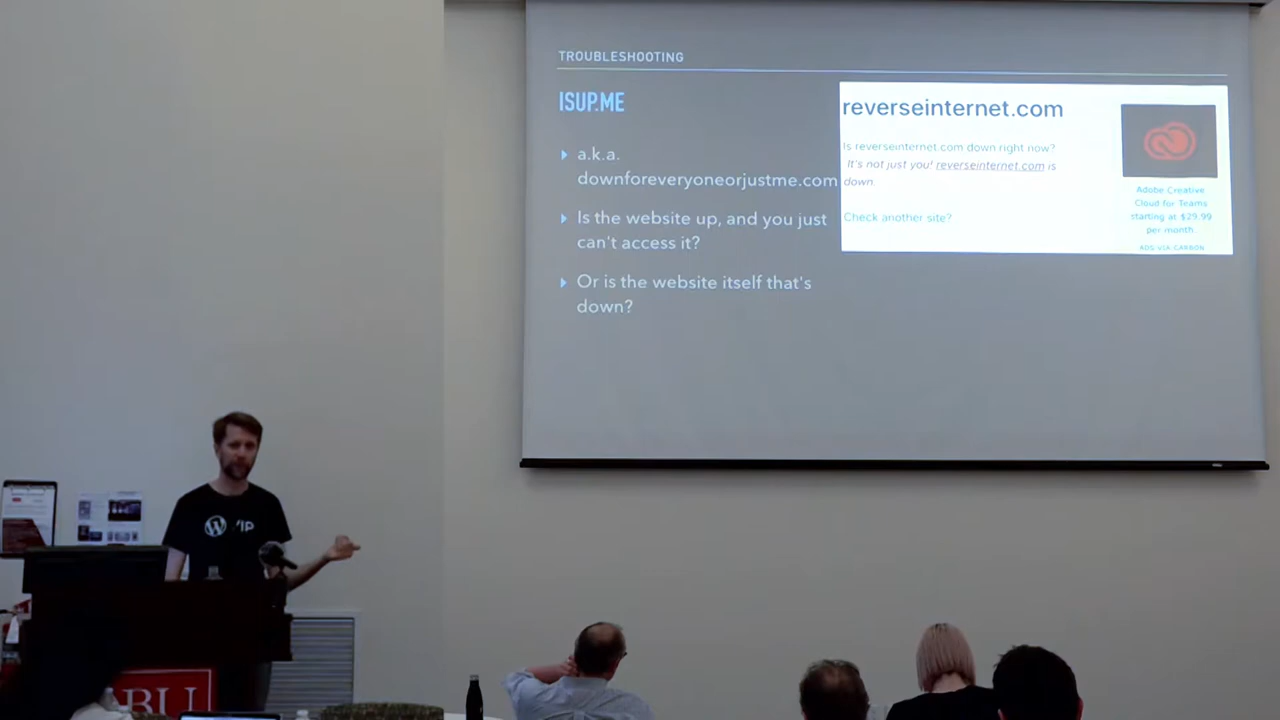 TROUBLESHOOTING
ISUP.ME
a.k.a.
downforeveryoneorjustme.com
Is the website up, and you just
can't access it?
Or is the website itself that's
down?
reverseinternet.com
Is reverseinternet.com down right now?
It's not just you! reverseinternet.com is
down.
Check another site?
Adobe Creative
Cloud for Teams
starting at $29.99
per month.
ADS VIA CARBON
VIP
BU